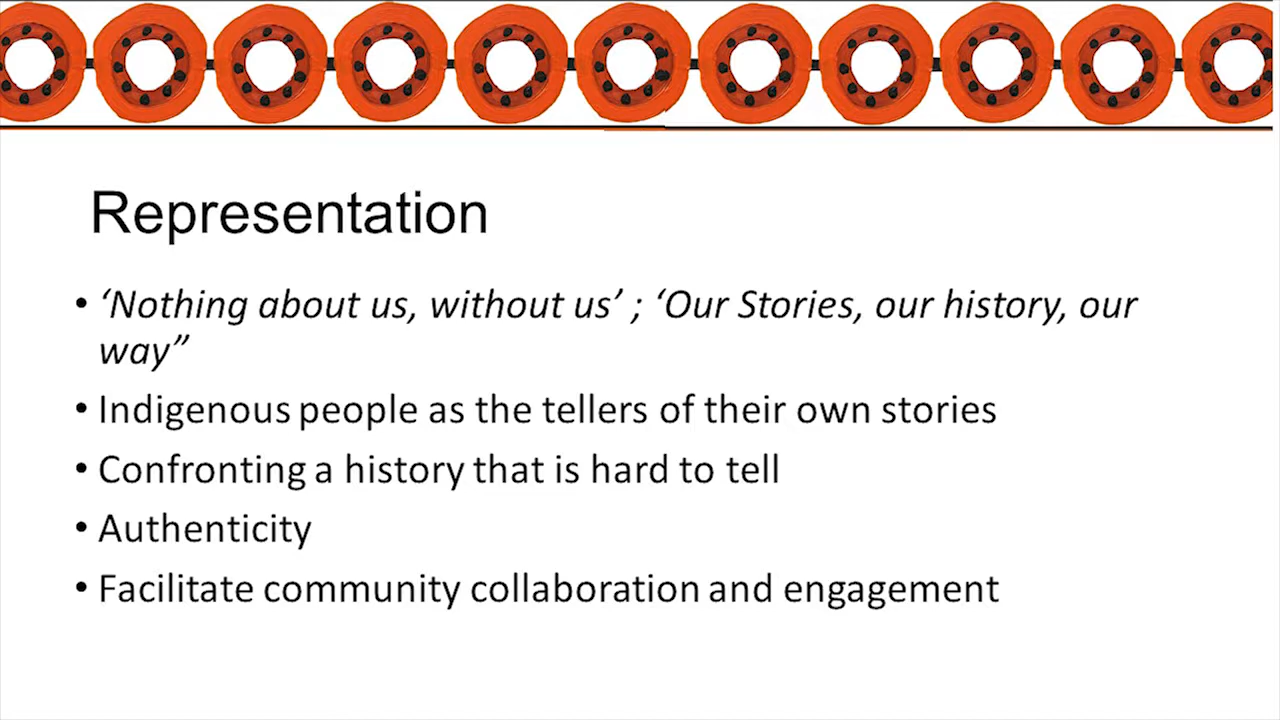 Representation
• ‘Nothing about us, without us’ ; ‘Our Stories, our history, our
way”
• Indigenous people as the tellers of their own stories
• Confronting a history that is hard to tell
• Authenticity
• Facilitate community collaboration and engagement